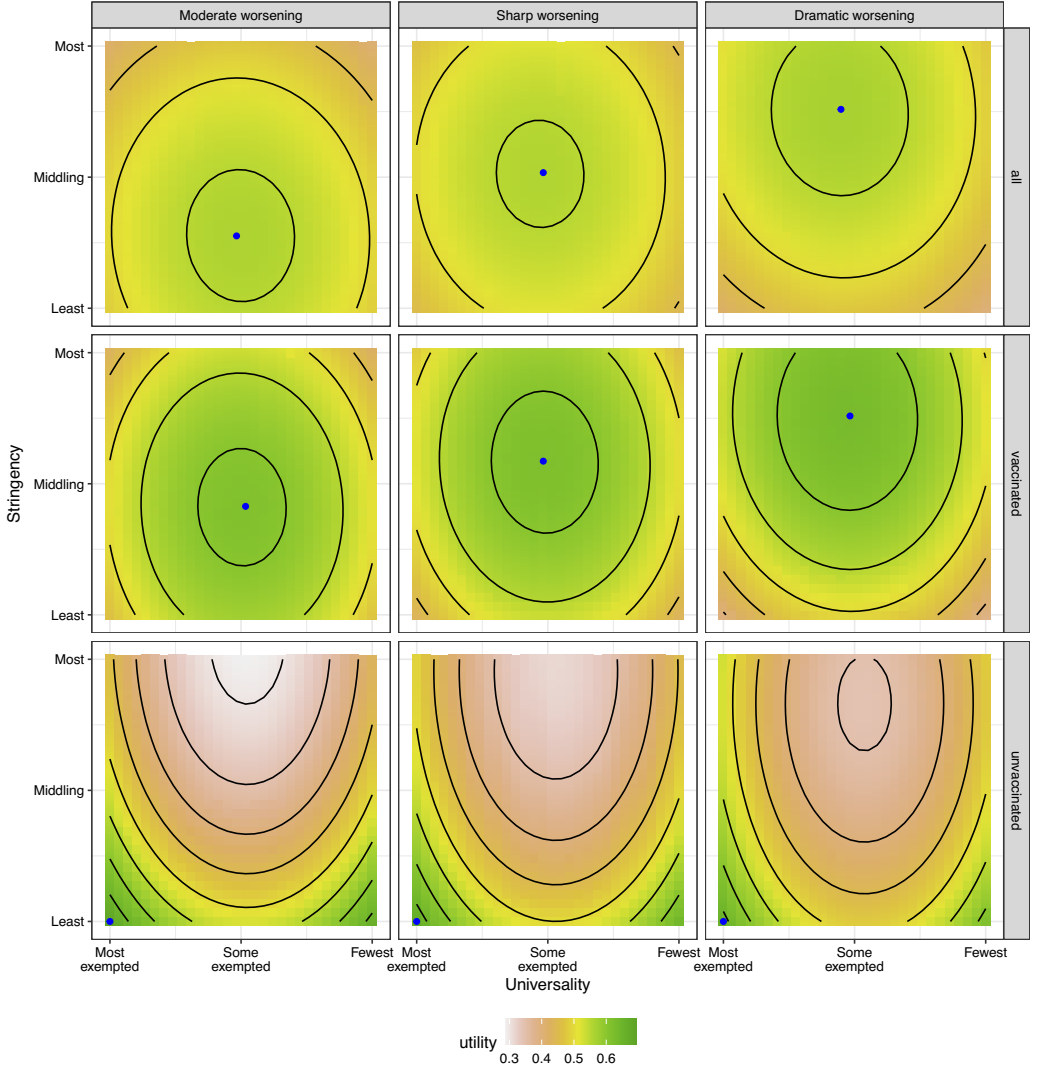 Moderate worsening
Sharp worsening
Dramatic worsening
Most
Middling
Least
all
Most
Middling
Least
vaccinated
Stringency
Most
Middling
Least
unvaccinated
Most
exempted
Some
exempted
Fewest
Most
exempted
Some
exempted
Fewest
Most
exempted
Some
exempted
Fewest
Universality
utility
0.3 0.4 0.5 0.6